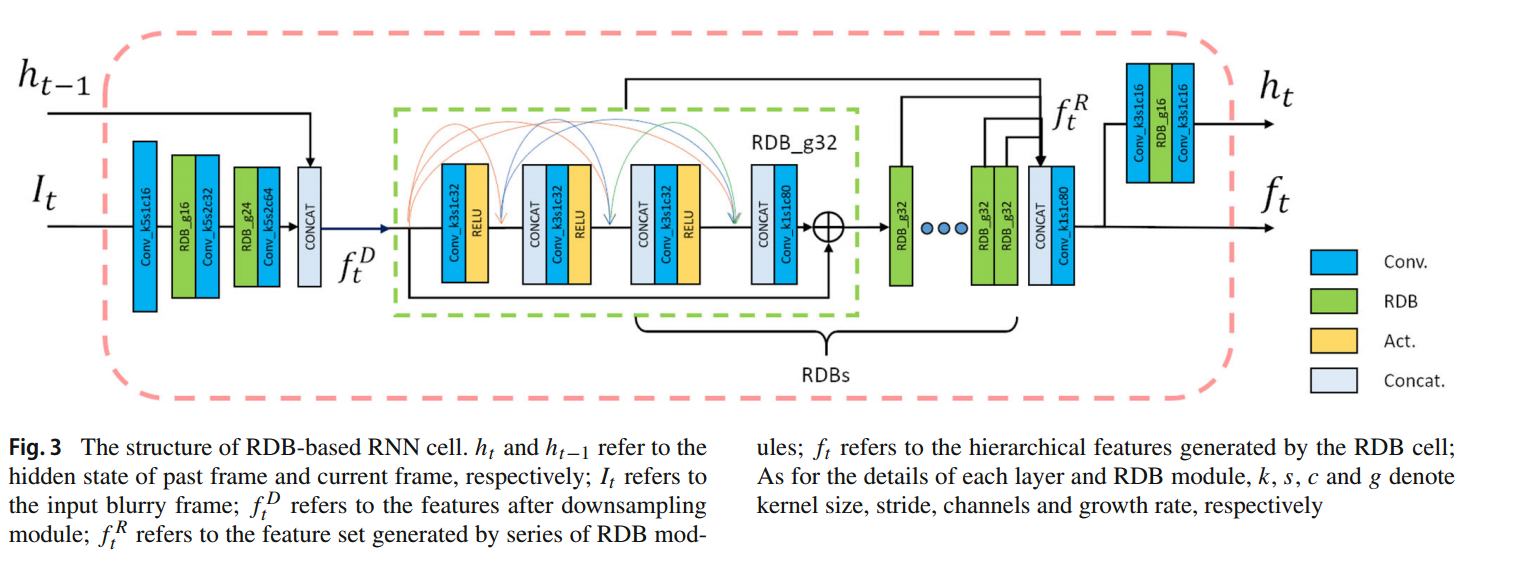 h_{t-1}
I_t
Conv_k5s1c16
RDB_g16
Conv_k5s2c32
RDB_g24
Conv_k5s2c64
CONCAT
f_t^D
Conv_k3s1c32
RELU
CONCAT
Conv_k3s1c32
RELU
CONCAT
Conv_k3s1c32
RELU
RDB_g32
CONCAT
Conv_k1s1c80
RDBs
RDB_g32
RDB_g32
RDB_g32
CONCAT
Conv_k1s1c80
f_t^R
Conv_k3s1c16
RDB_g16
Conv_k3s1c16
h_t
f_t
Conv.
RDB
Act.
Concat.
Fig. 3 The structure of RDB-based RNN cell. h_t and h_{t-1} refer to the
hidden state of past frame and current frame, respectively; I_t refers to
the input blurry frame; f_t^D refers to the features after downsampling
module; f_t^R refers to the feature set generated by series of RDB mod-
ules; f_t refers to the hierarchical features generated by the RDB cell;
As for the details of each layer and RDB module, k, s, c and g denote
kernel size, stride, channels and growth rate, respectively